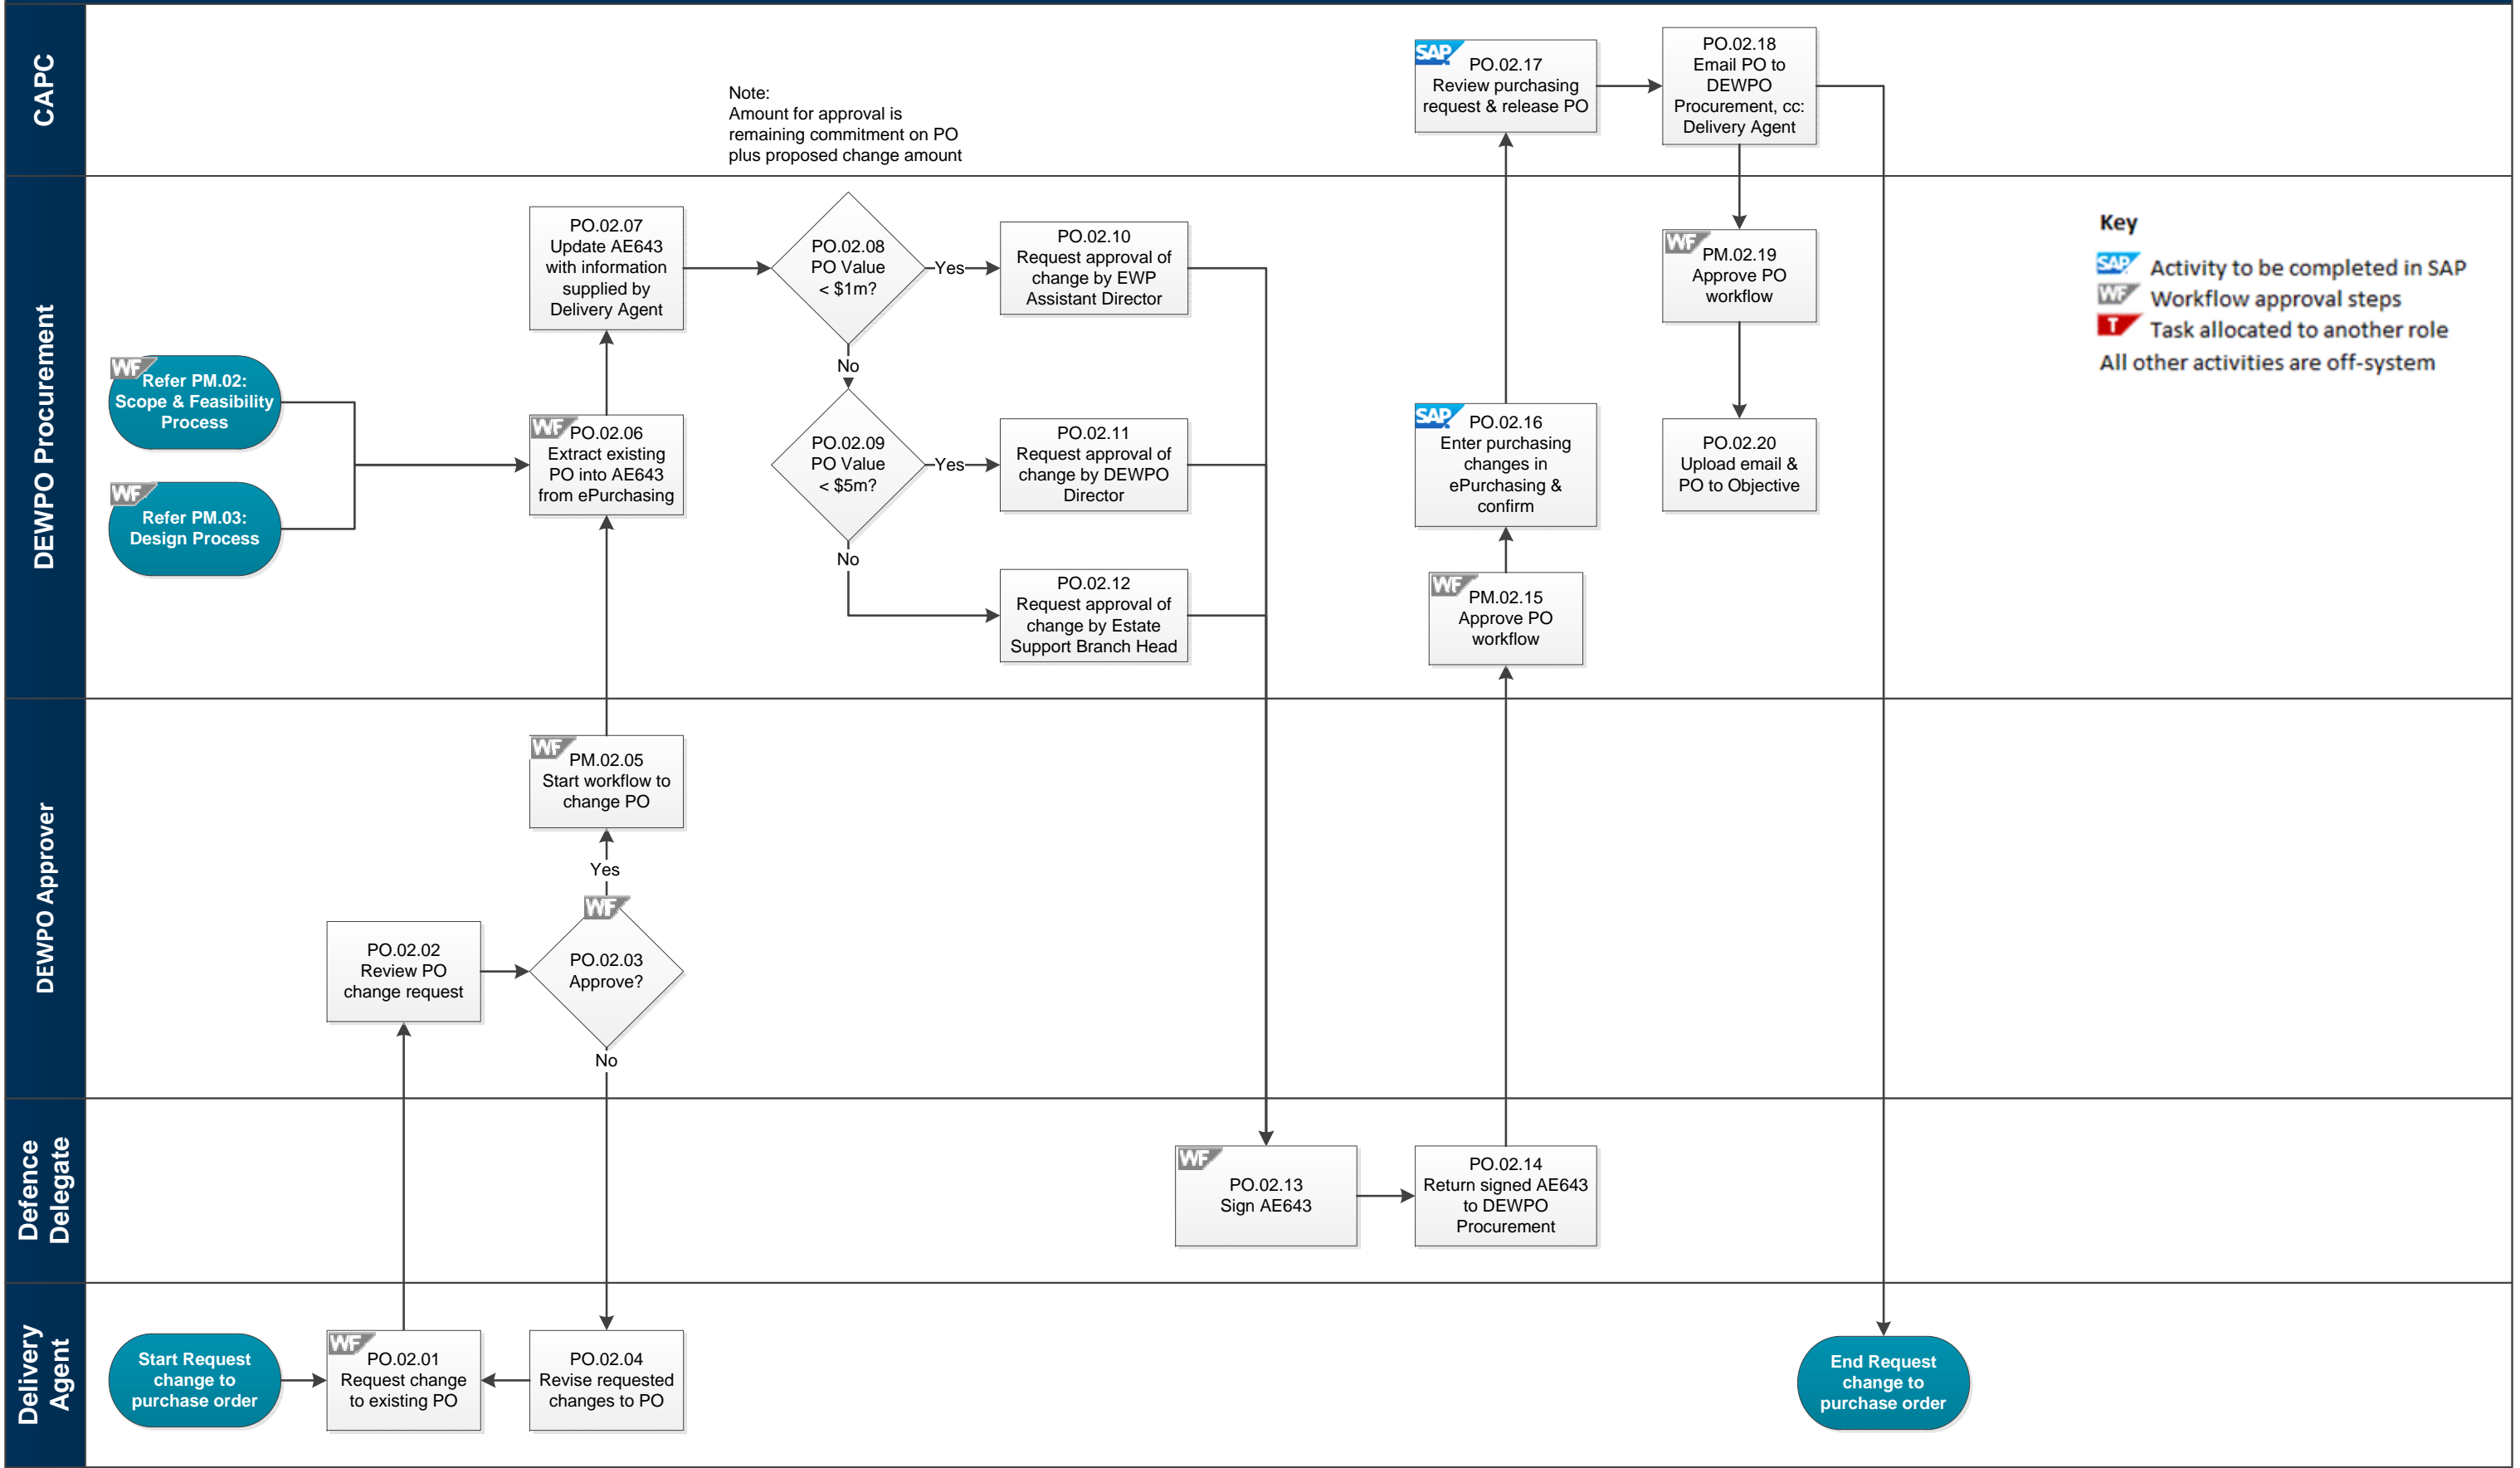 CAPC
Note:
Amount for approval is
remaining commitment on PO
plus proposed change amount
SAP
PO.02.17
Review purchasing
request & release PO
PO.02.18
Email PO to
DEWPO
Procurement, cc:
Delivery Agent
DEWPO Procurement
WF
Refer PM.02:
Scope & Feasibility
Process
WF
Refer PM.03:
Design Process
PO.02.07
Update AE643
with information
supplied by
Delivery Agent
WF
PO.02.06
Extract existing
PO into AE643
from ePurchasing
PO.02.08
PO Value
< $1m?
Yes
No
PO.02.09
PO Value
< $5m?
Yes
No
PO.02.10
Request approval of
change by EWP
Assistant Director
PO.02.11
Request approval of
change by DEWPO
Director
PO.02.12
Request approval of
change by Estate
Support Branch Head
SAP
PO.02.16
Enter purchasing
changes in
ePurchasing &
confirm
WF
PM.02.15
Approve PO
workflow
WF
PM.02.19
Approve PO
workflow
PO.02.20
Upload email &
PO to Objective
Key
SAP Activity to be completed in SAP
WF Workflow approval steps
T Task allocated to another role
All other activities are off-system
DEWPO Approver
WF
PM.02.05
Start workflow to
change PO
Yes
PO.02.02
Review PO
change request
WF
PO.02.03
Approve?
No
Defence
Delegate
WF
PO.02.13
Sign AE643
PO.02.14
Return signed AE643
to DEWPO
Procurement
Delivery
Agent
Start Request
change to
purchase order
WF
PO.02.01
Request change
to existing PO
PO.02.04
Revise requested
changes to PO
End Request
change to
purchase order